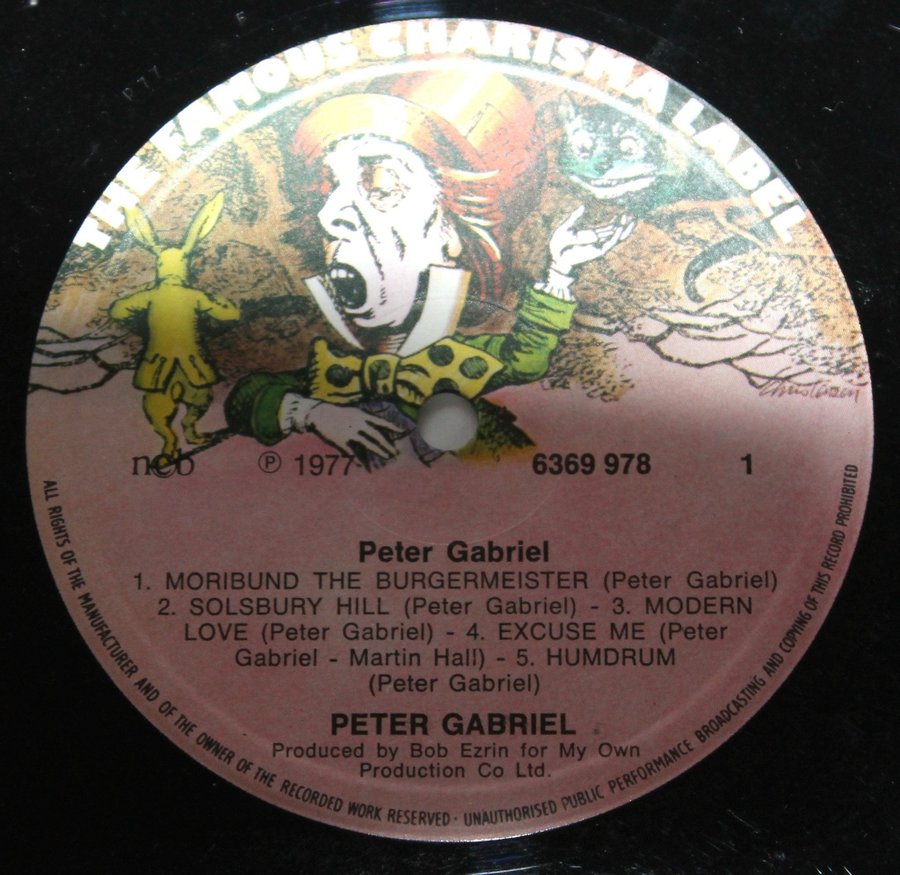 THE FAMOUS CHARISMA LABEL
ncb ℗ 1977 6369 978 1
Peter Gabriel
1. MORIBUND THE BURGERMEISTER (Peter Gabriel)
2. SOLSBURY HILL (Peter Gabriel) - 3. MODERN
LOVE (Peter Gabriel) - 4. EXCUSE ME (Peter
Gabriel - Martin Hall) - 5. HUMDRUM
(Peter Gabriel)
PETER GABRIEL
Produced by Bob Ezrin for My Own
Production Co Ltd.
ALL RIGHTS OF THE MANUFACTURER AND OF THE OWNER OF THE RECORDED WORK RESERVED · UNAUTHORISED PUBLIC PERFORMANCE BROADCASTING AND COPYING OF THIS RECORD PROHIBITED